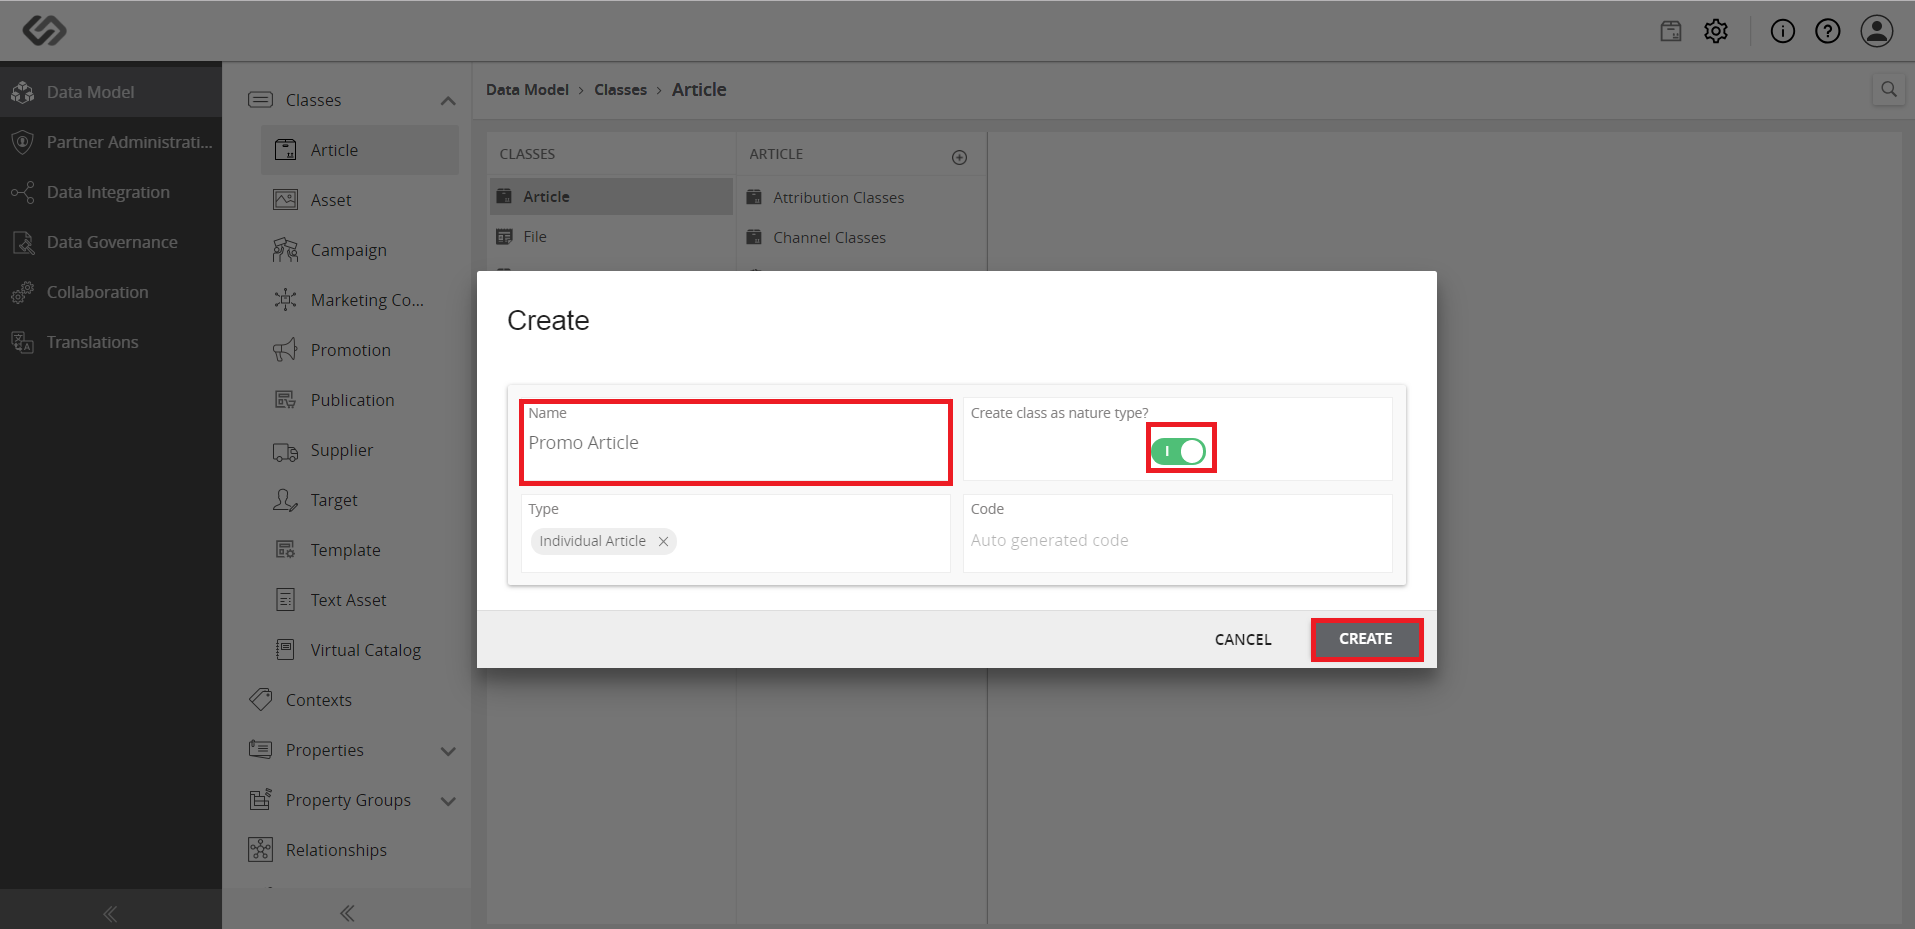 Data Model
Partner Administrati...
Data Integration
Data Governance
Collaboration
Translations
Classes
Article
Asset
Campaign
Marketing Co...
Promotion
Publication
Supplier
Target
Template
Text Asset
Virtual Catalog
Contexts
Properties
Property Groups
Relationships
Data Model › Classes › Article
CLASSES
Article
File
ARTICLE
Attribution Classes
Channel Classes
Create
Name
Promo Article
Create class as nature type?
Type
Individual Article
Code
Auto generated code
CANCEL
CREATE